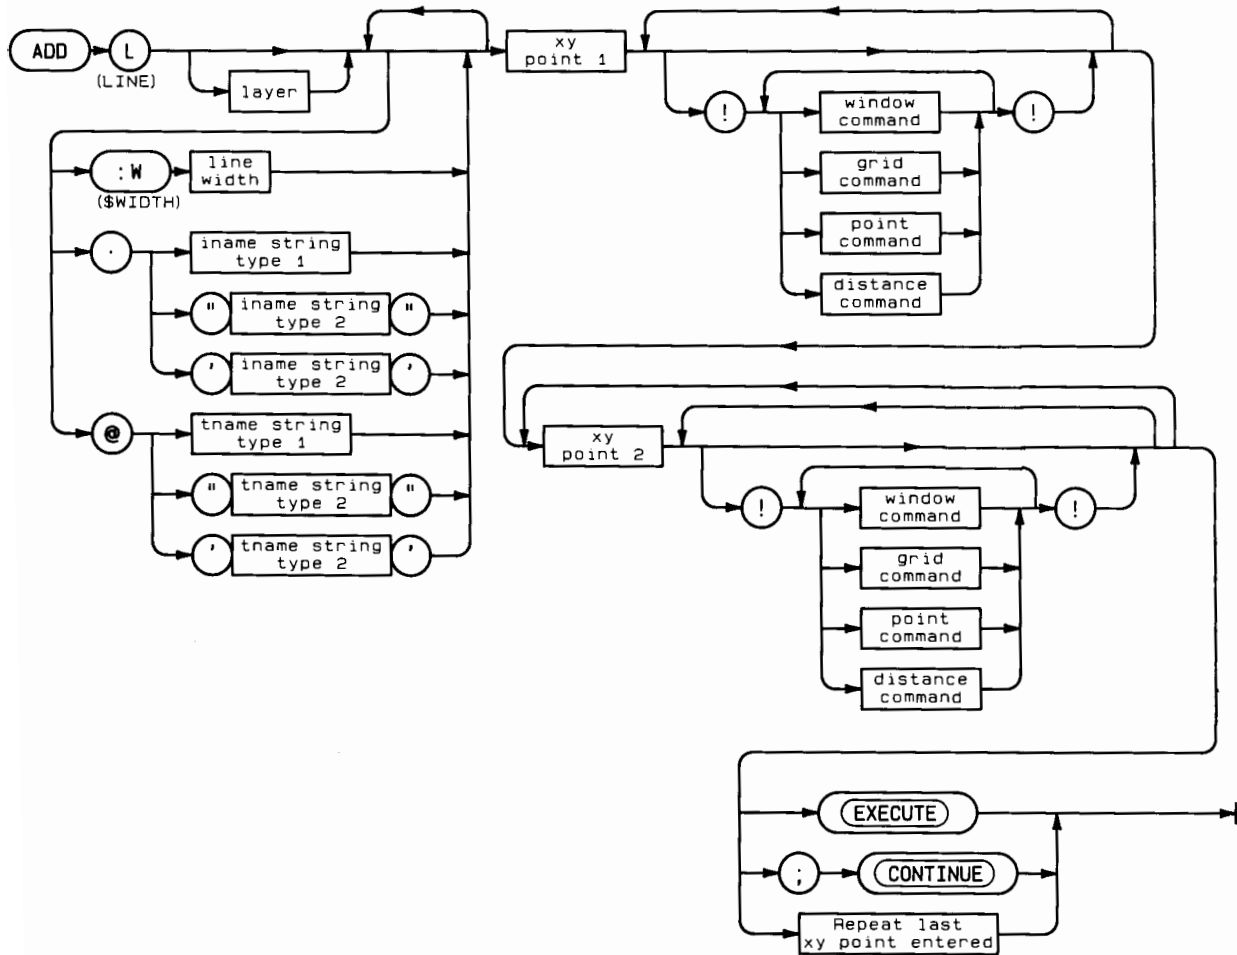 ADD
L
(LINE)
layer
:W
($WIDTH)
line
width
.
iname string
type 1
" iname string "
type 2
' iname string '
type 2
@
tname string
type 1
" tname string "
type 2
' tname string '
type 2
xy
point 1
!
window
command
!
grid
command
point
command
distance
command
xy
point 2
!
window
command
!
grid
command
point
command
distance
command
EXECUTE
;
CONTINUE
Repeat last
xy point entered